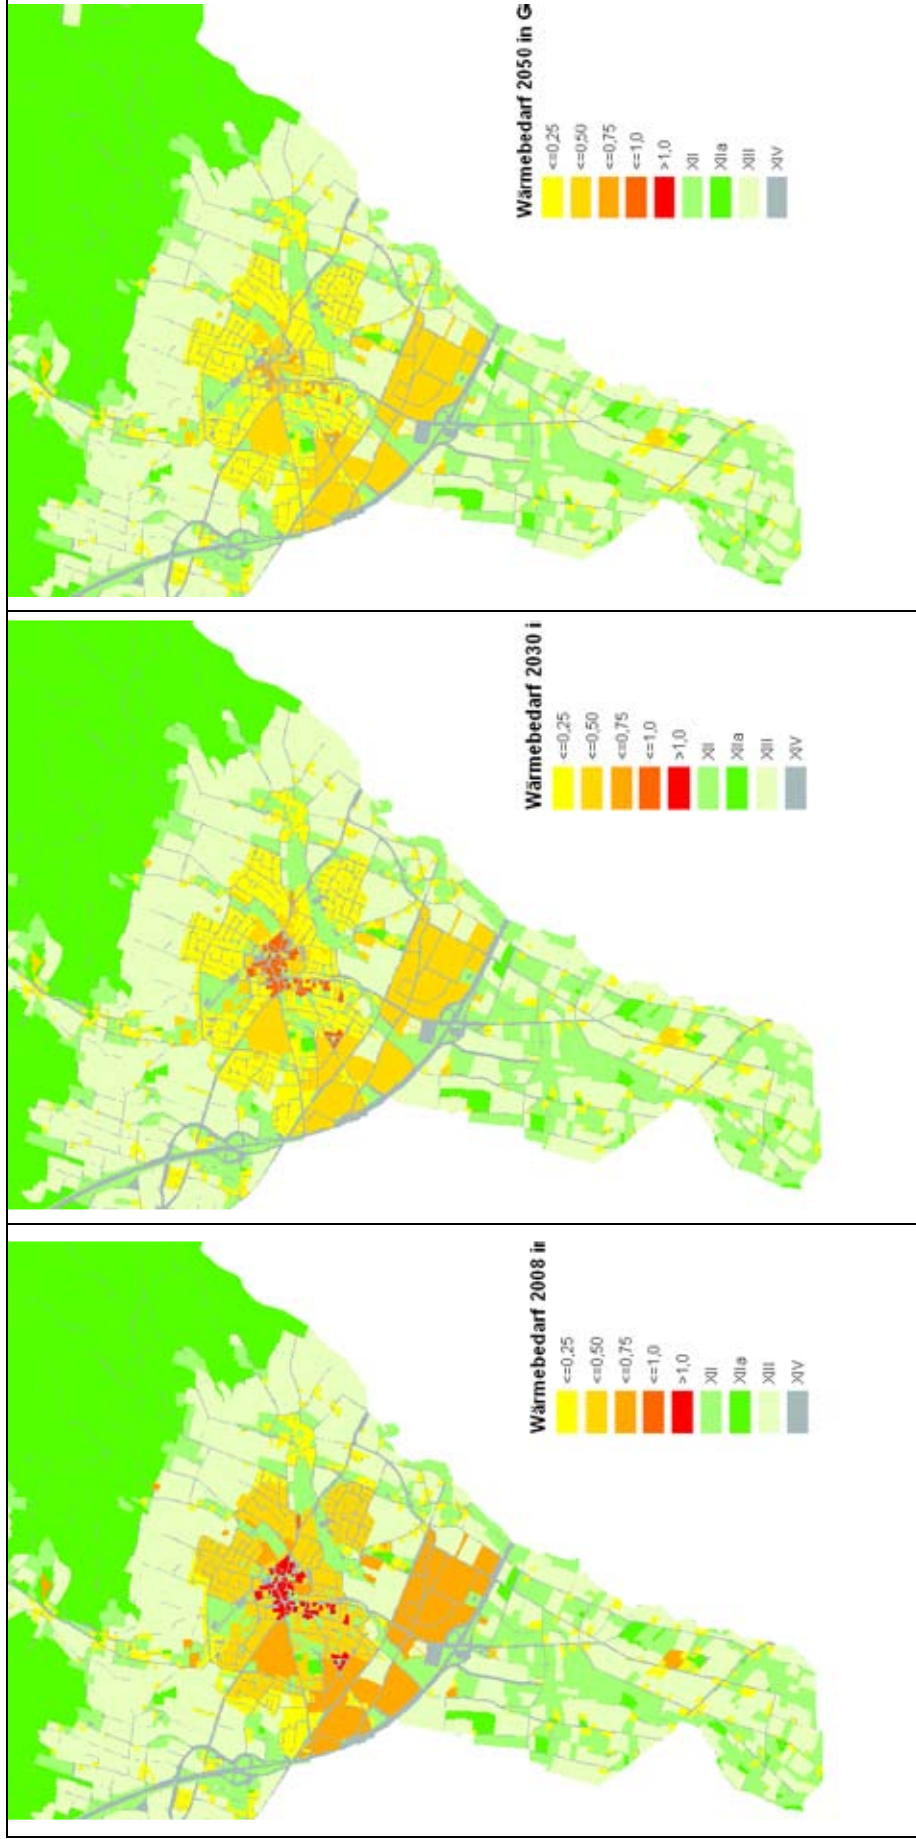 Wärmebedarf 2008 in
<=0,25
<=0,50
<=0,75
<=1,0
>1,0
XII
XIIa
XIII
XIV
Wärmebedarf 2030 i
<=0,25
<=0,50
<=0,75
<=1,0
>1,0
XII
XIIa
XIII
XIV
Wärmebedarf 2050 in G
<=0,25
<=0,50
<=0,75
<=1,0
>1,0
XII
XIIa
XIII
XIV